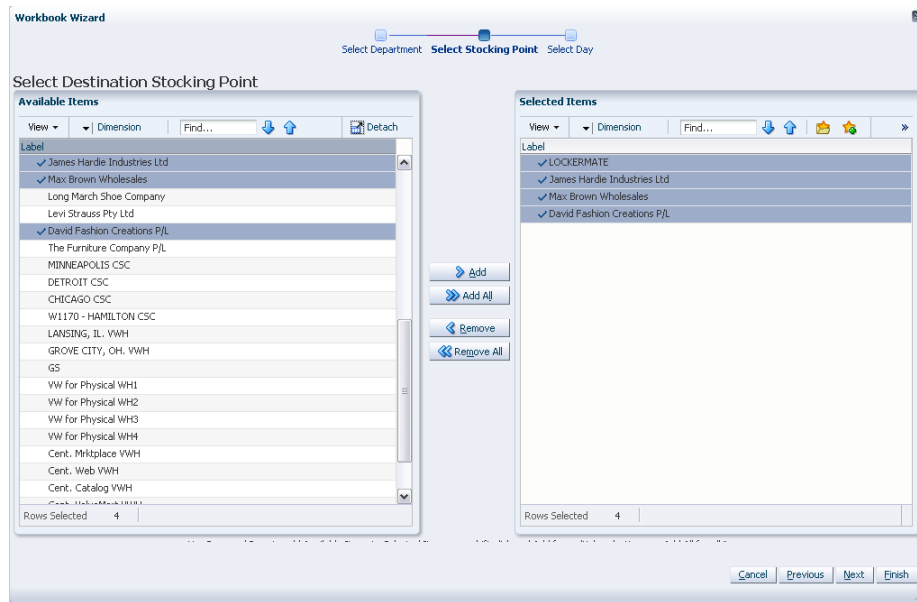 Workbook Wizard
Select Department Select Stocking Point Select Day
Select Destination Stocking Point
Available Items
View Dimension Find... Detach
Label
James Hardie Industries Ltd
Max Brown Wholesales
Long March Shoe Company
Levi Strauss Pty Ltd
David Fashion Creations P/L
The Furniture Company P/L
MINNEAPOLIS CSC
DETROIT CSC
CHICAGO CSC
W1170 - HAMILTON CSC
LANSING, IL. VWH
GROVE CITY, OH. VWH
GS
VW for Physical WH1
VW for Physical WH2
VW for Physical WH3
VW for Physical WH4
Cent. Mrktplace VWH
Cent. Web VWH
Cent. Catalog VWH
Rows Selected 4
Add
Add All
Remove
Remove All
Selected Items
View Dimension Find... »
Label
LOCKERMATE
James Hardie Industries Ltd
Max Brown Wholesales
David Fashion Creations P/L
Rows Selected 4
Cancel Previous Next Finish